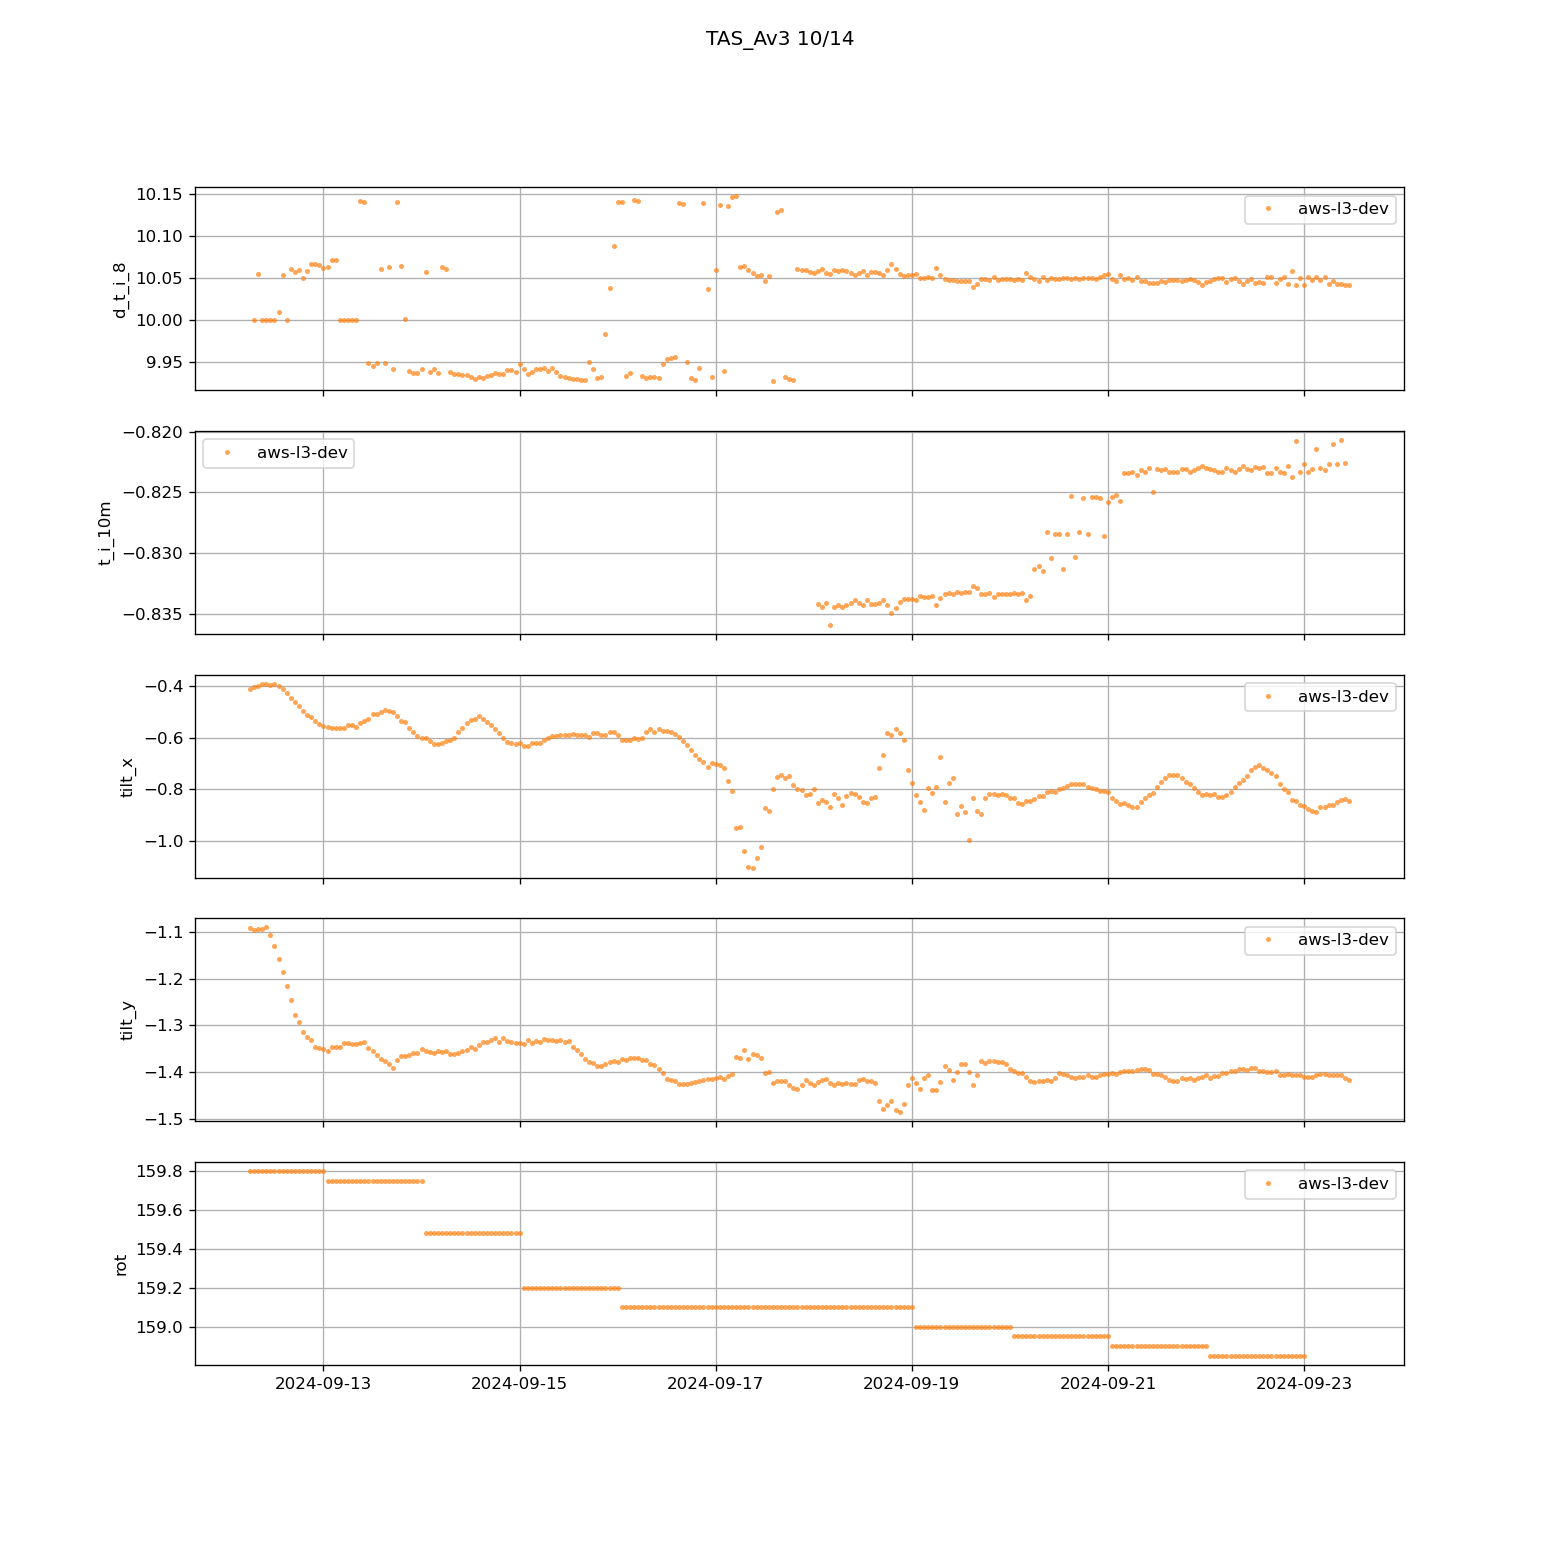 TAS_Av3 10/14
10.15
10.10
10.05
10.00
9.95
d_t_i_8
aws-l3-dev
−0.820
−0.825
−0.830
−0.835
t_i_10m
aws-l3-dev
−0.4
−0.6
−0.8
−1.0
tilt_x
aws-l3-dev
−1.1
−1.2
−1.3
−1.4
−1.5
tilt_y
aws-l3-dev
159.8
159.6
159.4
159.2
159.0
rot
aws-l3-dev
2024-09-13 2024-09-15 2024-09-17 2024-09-19 2024-09-21 2024-09-23